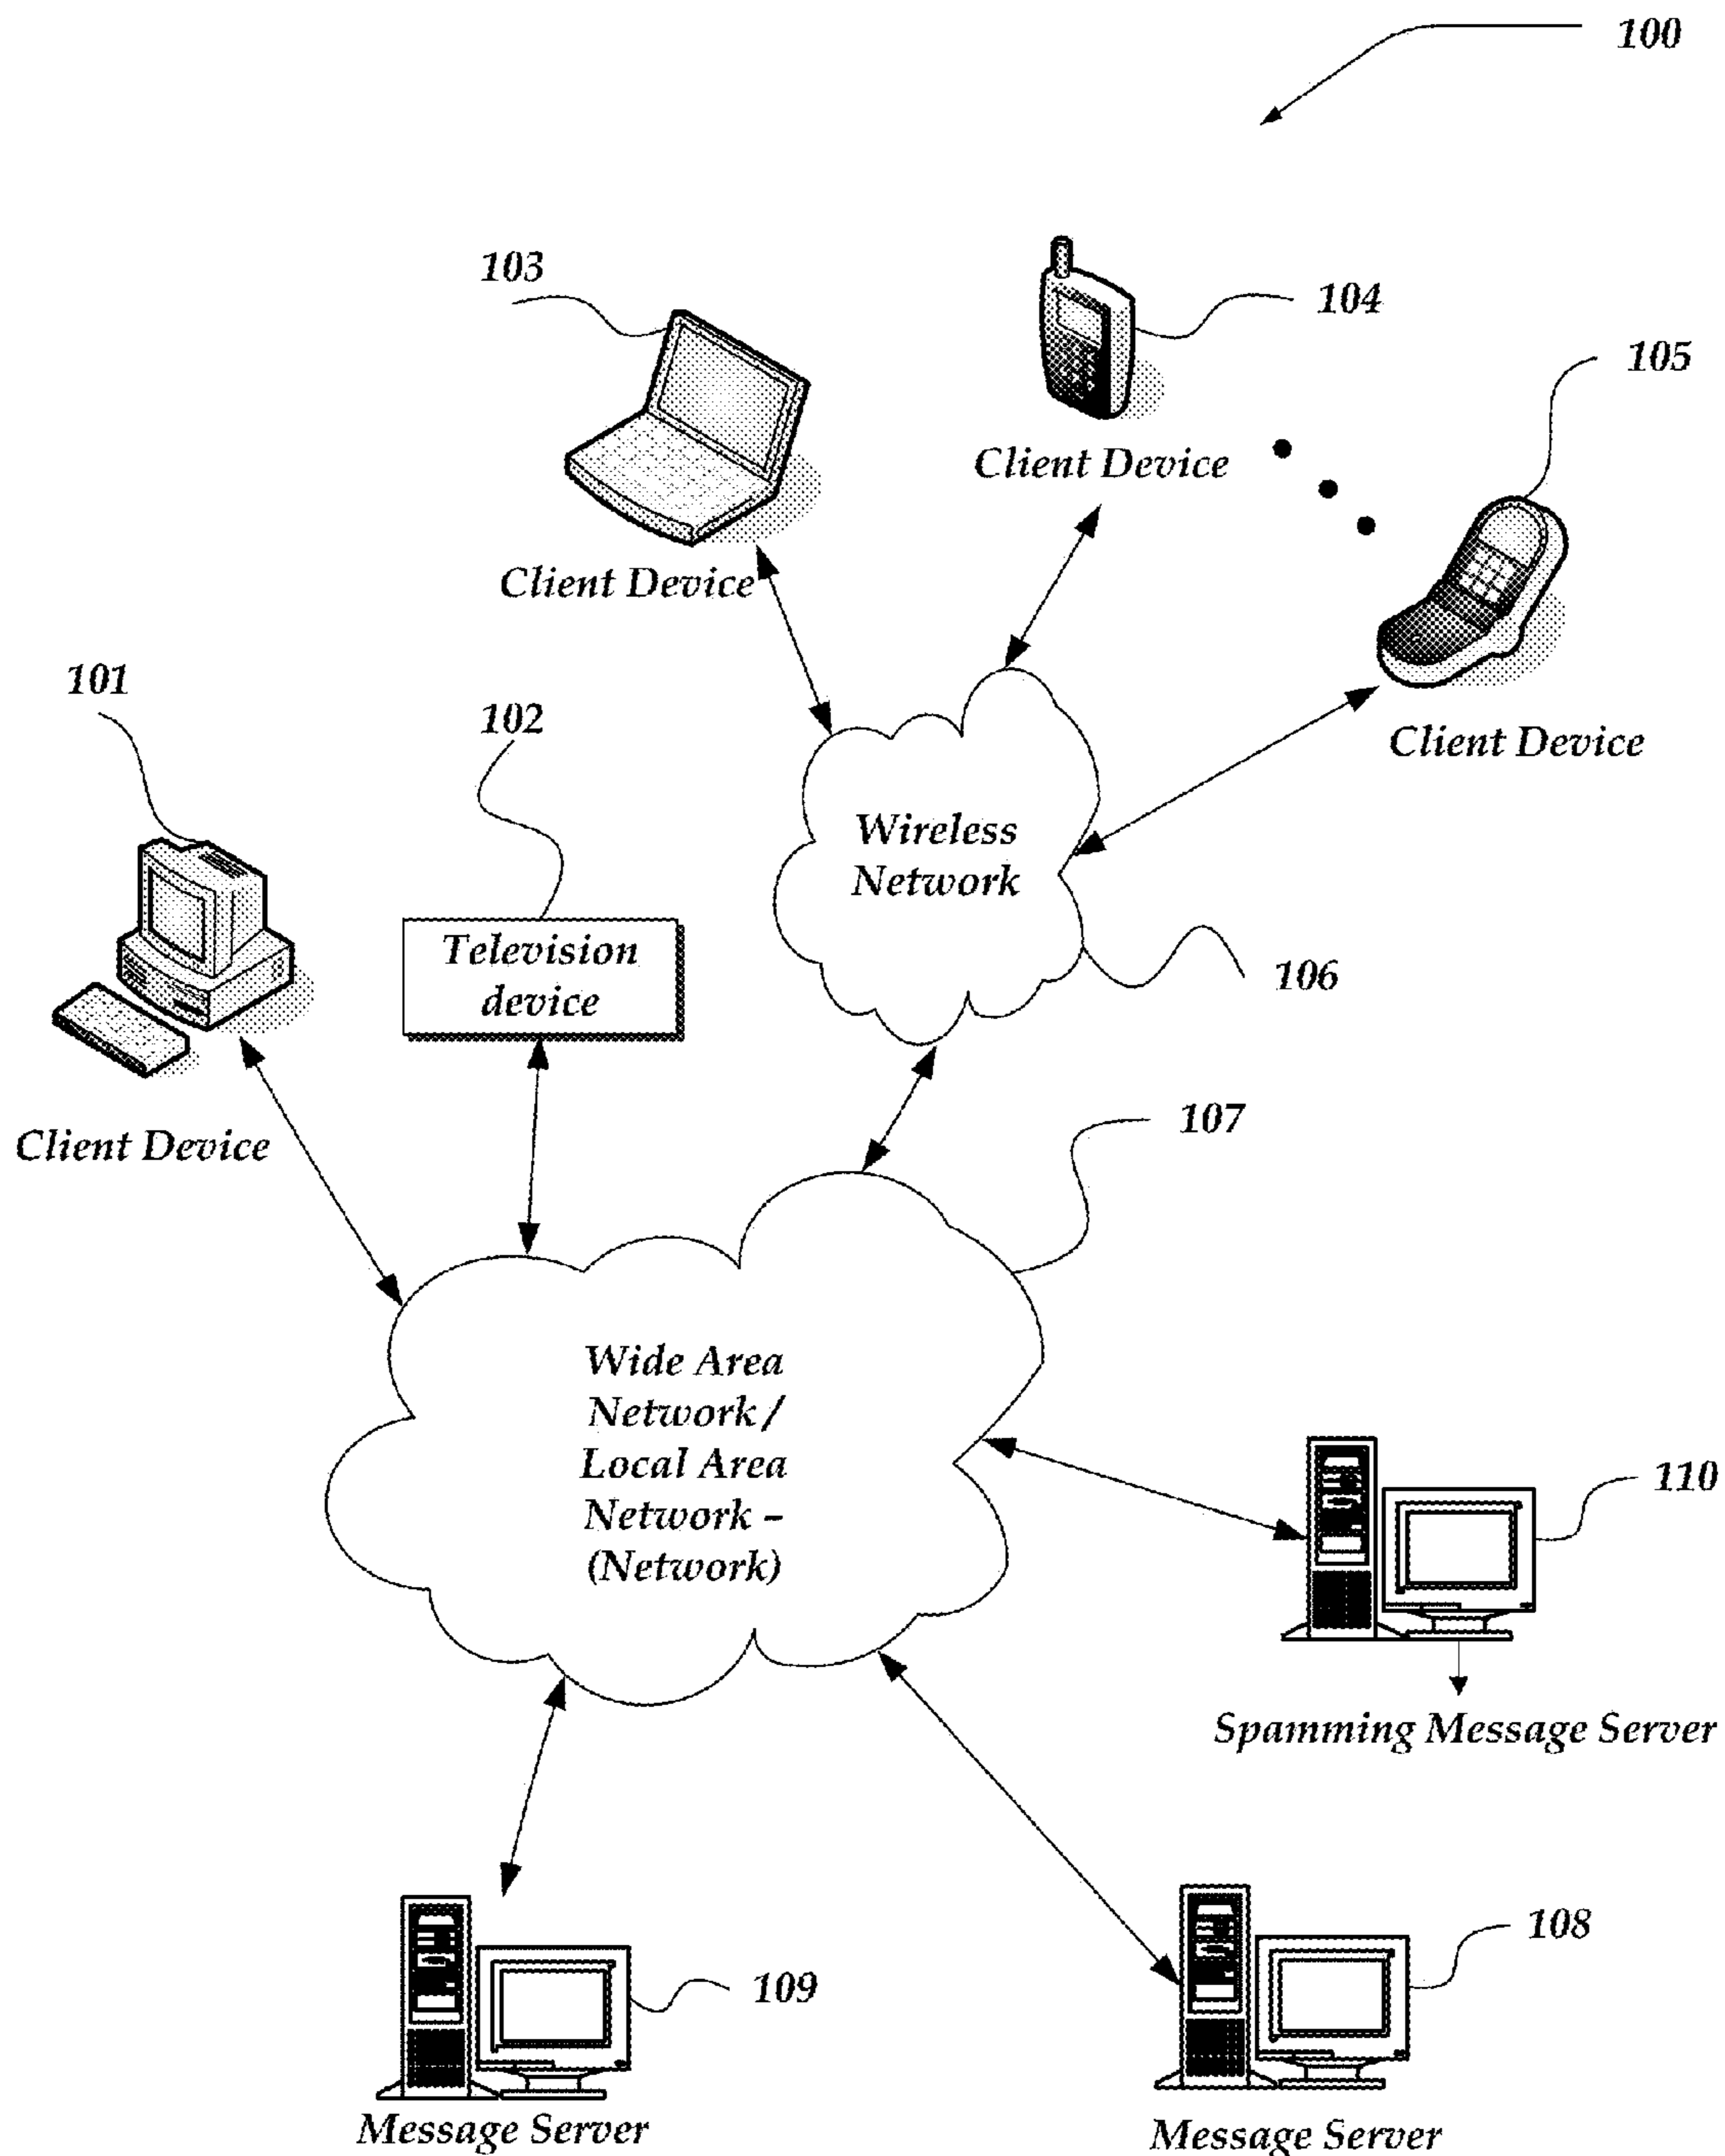 100
103
104
105
Client Device
Client Device
101
102
Client Device
Wireless
Network
Television
device
106
107
Client Device
Wide Area
Network /
Local Area
Network –
(Network)
110
Spamming Message Server
108
109
Message Server
Message Server